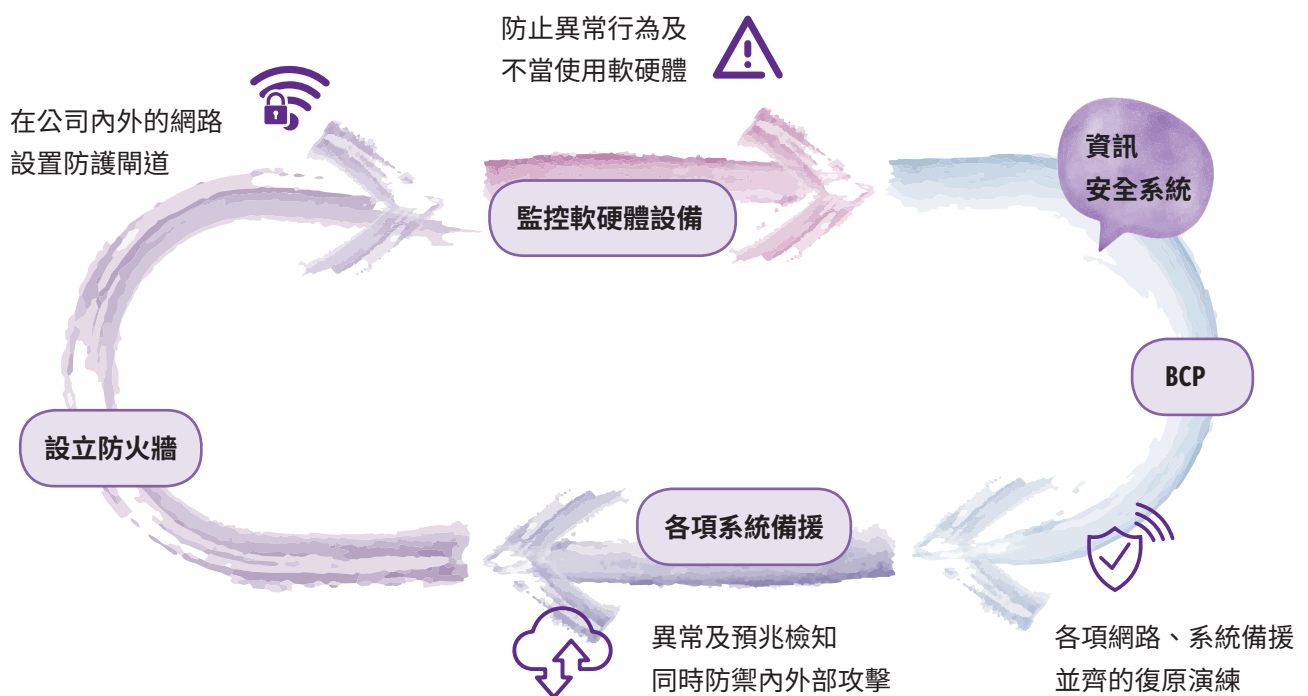 防止異常行為及
不當使用軟硬體
在公司內外的網路
設置防護閘道
資訊
安全系統
監控軟硬體設備
BCP
設立防火牆
各項系統備援
異常及預兆檢知
同時防禦內外部攻擊
各項網路、系統備援
並齊的復原演練